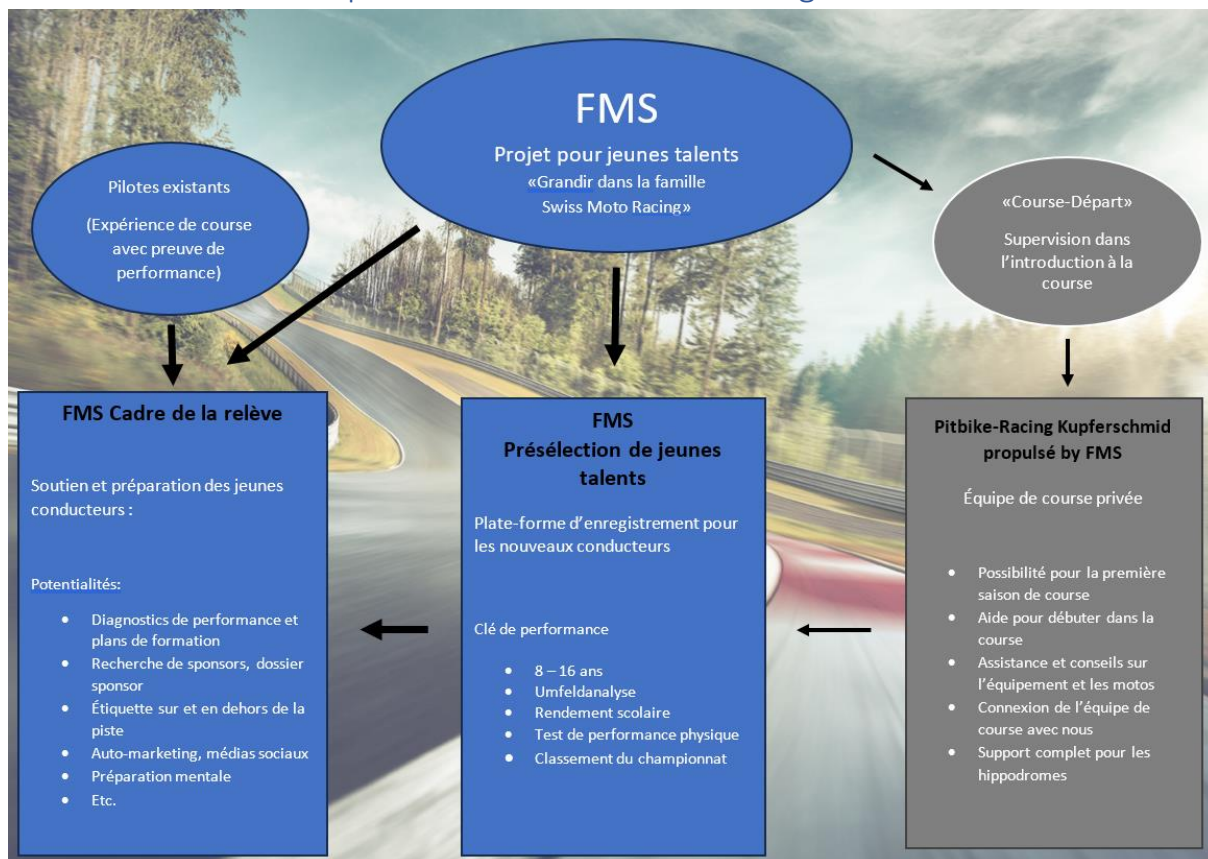 FMS
Projet pour jeunes talents
«Grandir dans la famille
Swiss Moto Racing»
Pilotes existants
(Expérience de course
avec preuve de
performance)
«Course-Départ»
Supervision dans
l'introduction à la
course
FMS Cadre de la relève
Soutien et préparation des jeunes
conducteurs :
Potentialités:
• Diagnostics de performance et
plans de formation
• Recherche de sponsors, dossier
sponsor
• Étiquette sur et en dehors de la
piste
• Auto-marketing, médias sociaux
• Préparation mentale
• Etc.
FMS
Présélection de jeunes
talents
Plate-forme d'enregistrement pour
les nouveaux conducteurs
Clé de performance
• 8 – 16 ans
• Umfeldanalyse
• Rendement scolaire
• Test de performance physique
• Classement du championnat
Pitbike-Racing Kupferschmid
propulsé by FMS
Équipe de course privée
• Possibilité pour la première
saison de course
• Aide pour débuter dans la
course
• Assistance et conseils sur
l'équipement et les motos
• Connexion de l'équipe de
course avec nous
• Support complet pour les
hippodromes